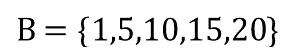 B = {1,5,10,15,20}